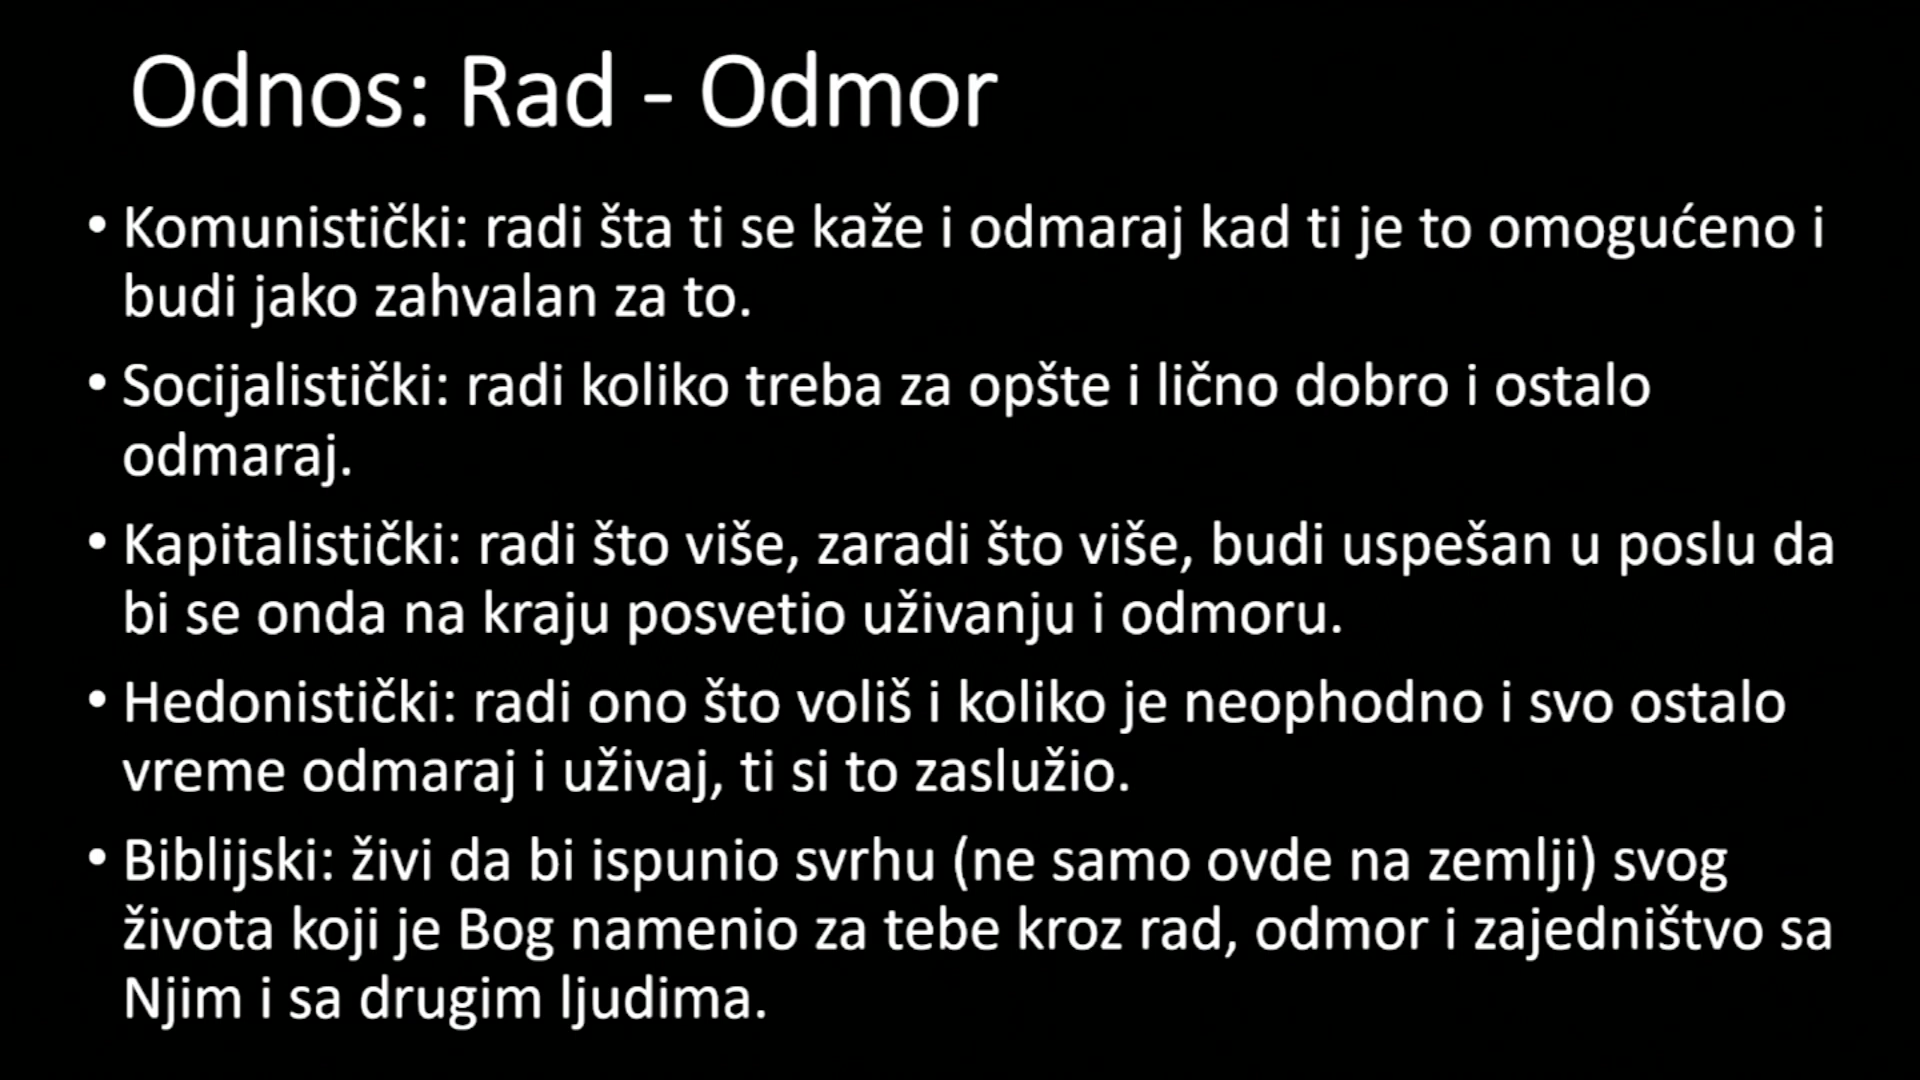 Odnos: Rad - Odmor
• Komunistički: radi šta ti se kaže i odmaraj kad ti je to omogućeno i
budi jako zahvalan za to.
• Socijalistički: radi koliko treba za opšte i lično dobro i ostalo
odmaraj.
• Kapitalistički: radi što više, zaradi što više, budi uspešan u poslu da
bi se onda na kraju posvetio uživanju i odmoru.
• Hedonistički: radi ono što voliš i koliko je neophodno i svo ostalo
vreme odmaraj i uživaj, ti si to zaslužio.
• Biblijski: živi da bi ispunio svrhu (ne samo ovde na zemlji) svog
života koji je Bog namenio za tebe kroz rad, odmor i zajedništvo sa
Njim i sa drugim ljudima.